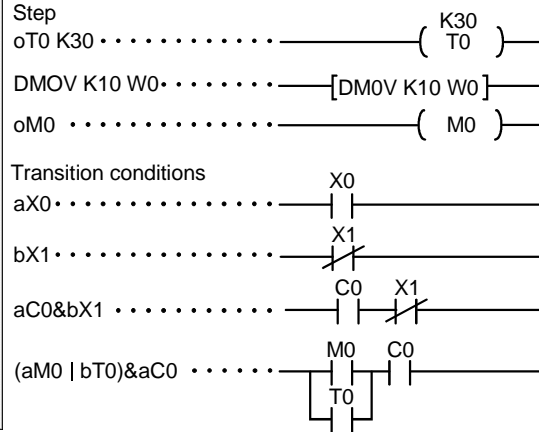 Step
K30
oT0 K30 T0
DMOV K10 W0 DM0V K10 W0
oM0 M0
Transition conditions
X0
aX0
X1
bX1
C0 X1
aC0&bX1
M0 C0
(aM0 | bT0)&aC0
T0